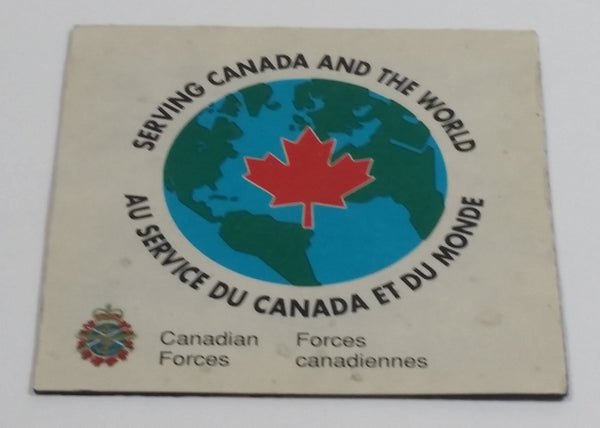 SERVING CANADA AND THE WORLD
AU SERVICE DU CANADA ET DU MONDE
Canadian
Forces
Forces
canadiennes